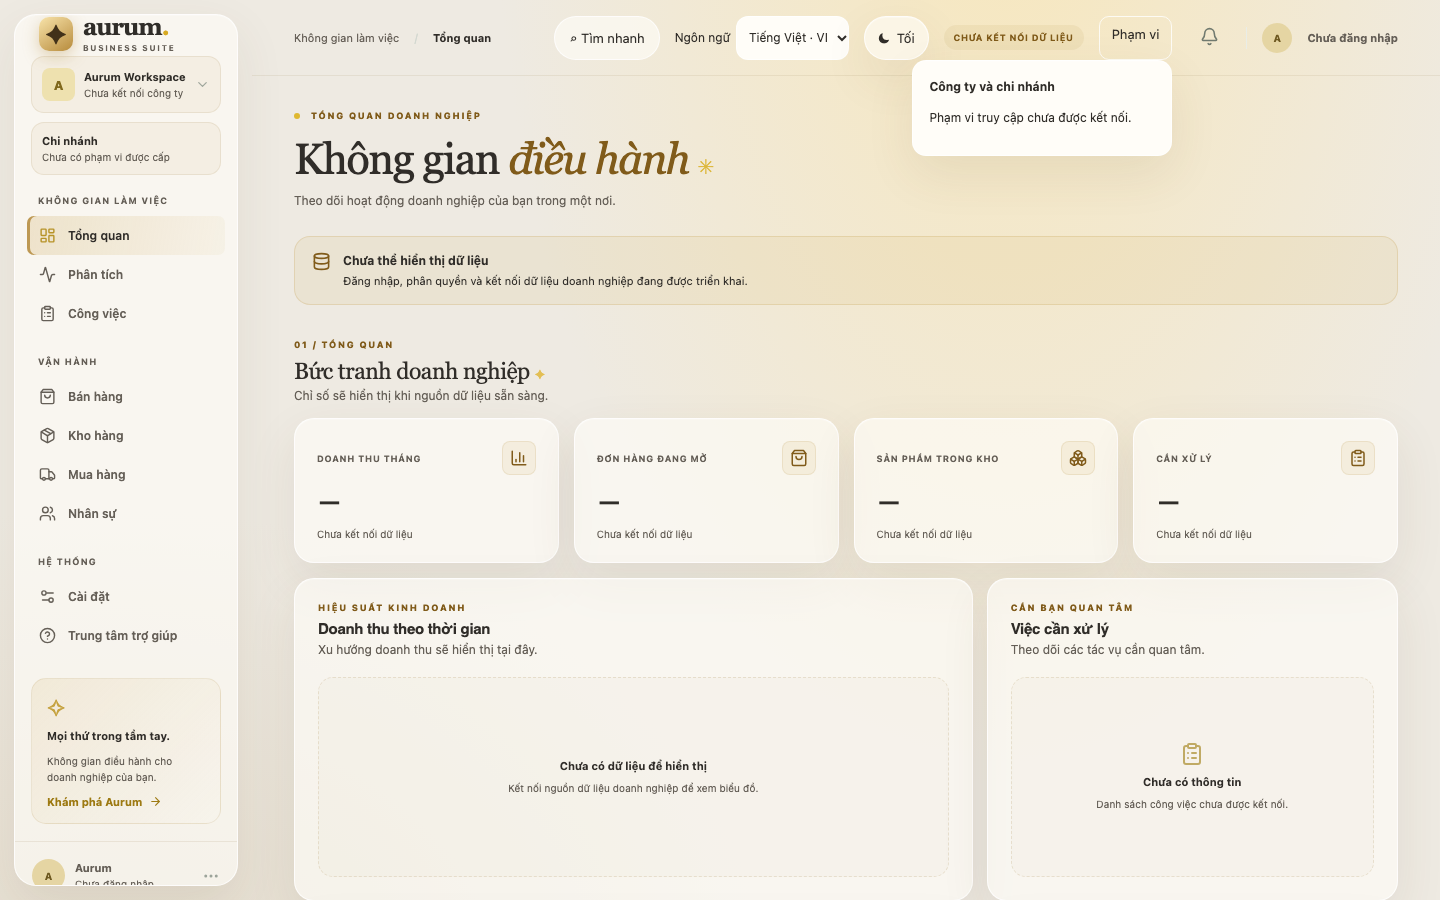 aurum.
BUSINESS SUITE
A
Aurum Workspace
Chưa kết nối công ty
Chi nhánh
Chưa có phạm vi được cấp
KHÔNG GIAN LÀM VIỆC
Tổng quan
Phân tích
Công việc
VẬN HÀNH
Bán hàng
Kho hàng
Mua hàng
Nhân sự
HỆ THỐNG
Cài đặt
Trung tâm trợ giúp
Mọi thứ trong tầm tay.
Không gian điều hành cho
doanh nghiệp của bạn.
Khám phá Aurum →
A
Aurum
Chưa đăng nhập
Không gian làm việc / Tổng quan
⌕ Tìm nhanh
Ngôn ngữ
Tiếng Việt · VI
Tối
CHƯA KẾT NỐI DỮ LIỆU
Phạm vi
A
Chưa đăng nhập
Công ty và chi nhánh
Phạm vi truy cập chưa được kết nối.
TỔNG QUAN DOANH NGHIỆP
Không gian điều hành
Theo dõi hoạt động doanh nghiệp của bạn trong một nơi.
Chưa thể hiển thị dữ liệu
Đăng nhập, phân quyền và kết nối dữ liệu doanh nghiệp đang được triển khai.
01 / TỔNG QUAN
Bức tranh doanh nghiệp
Chỉ số sẽ hiển thị khi nguồn dữ liệu sẵn sàng.
DOANH THU THÁNG
—
Chưa kết nối dữ liệu
ĐƠN HÀNG ĐANG MỞ
—
Chưa kết nối dữ liệu
SẢN PHẨM TRONG KHO
—
Chưa kết nối dữ liệu
CẦN XỬ LÝ
—
Chưa kết nối dữ liệu
HIỆU SUẤT KINH DOANH
Doanh thu theo thời gian
Xu hướng doanh thu sẽ hiển thị tại đây.
Chưa có dữ liệu để hiển thị
Kết nối nguồn dữ liệu doanh nghiệp để xem biểu đồ.
CẦN BẠN QUAN TÂM
Việc cần xử lý
Theo dõi các tác vụ cần quan tâm.
Chưa có thông tin
Danh sách công việc chưa được kết nối.